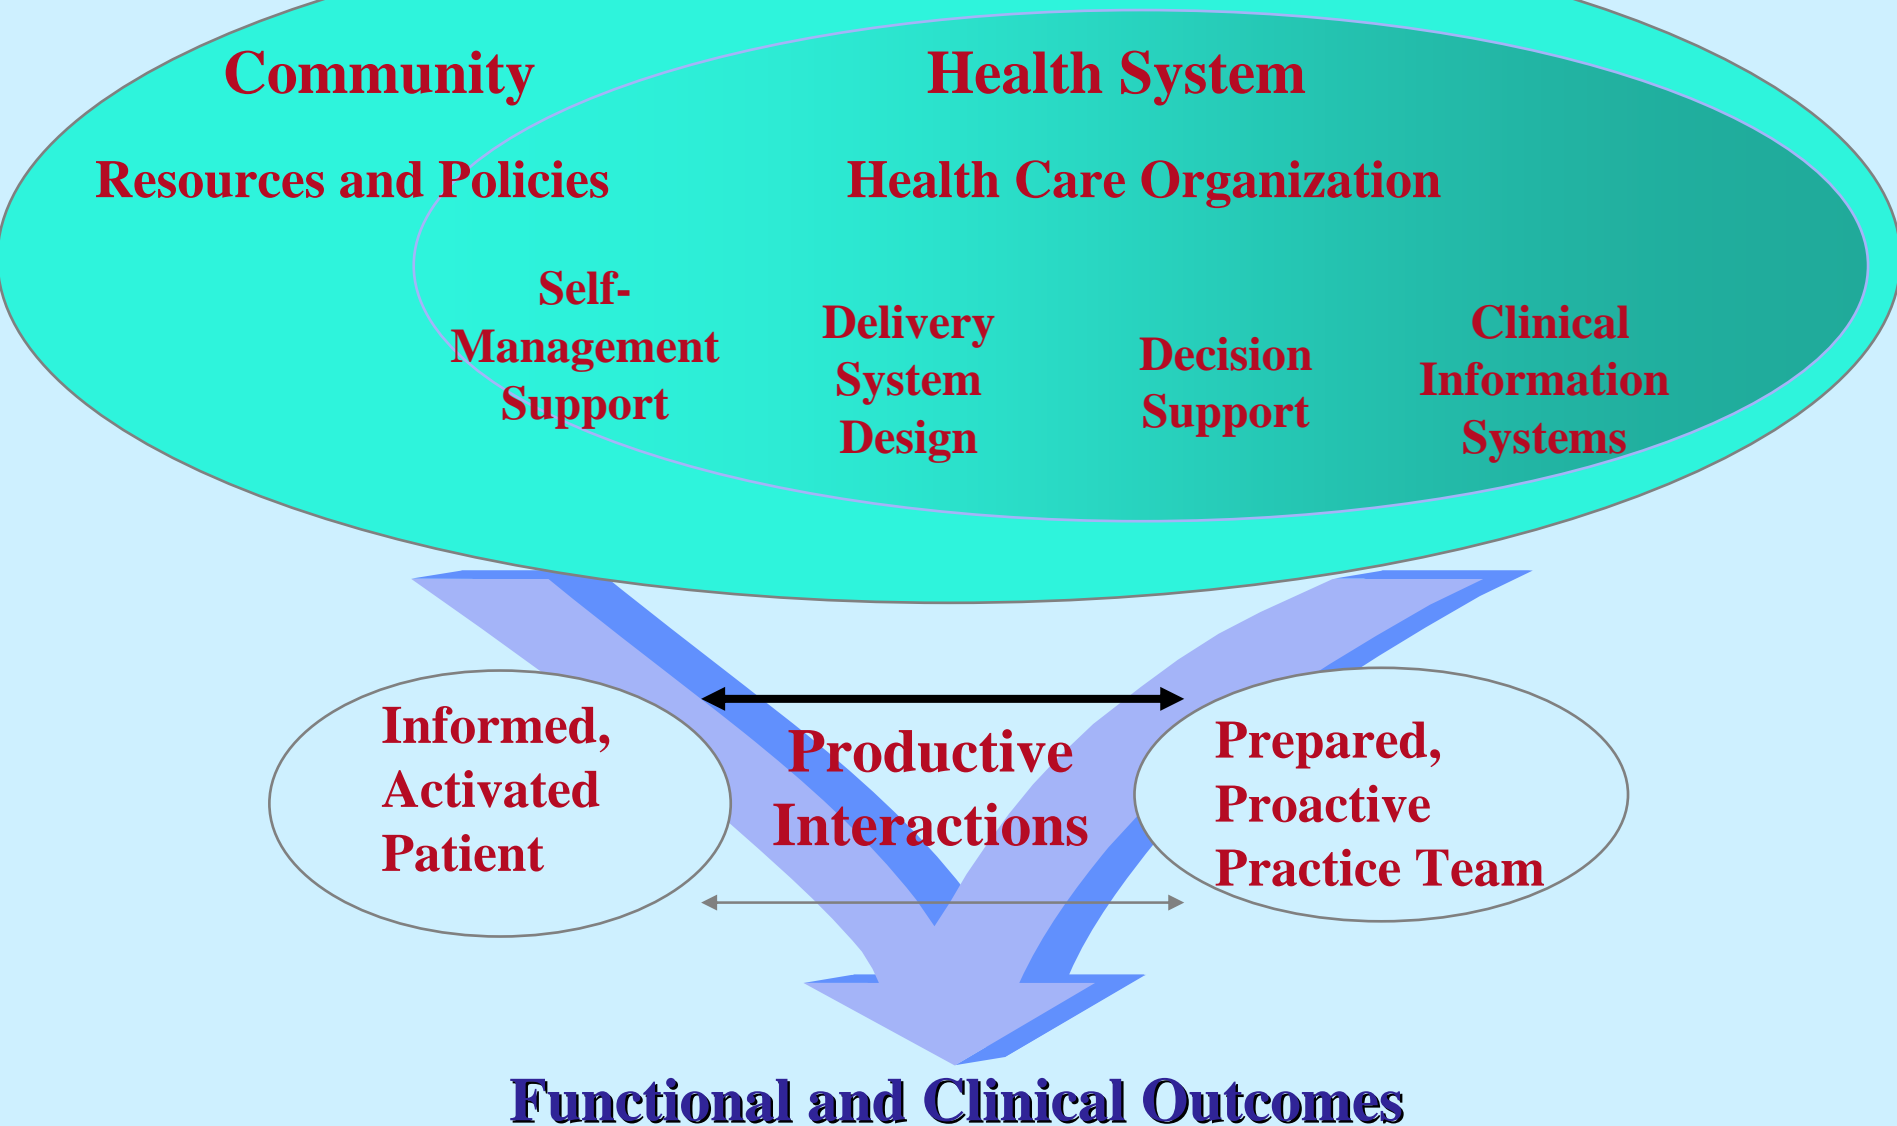 Community
Health System
Resources and Policies
Health Care Organization
Self-
Management
Support
Delivery
System
Design
Decision
Support
Clinical
Information
Systems
Informed,
Activated
Patient
Productive
Interactions
Prepared,
Proactive
Practice Team
Functional and Clinical Outcomes